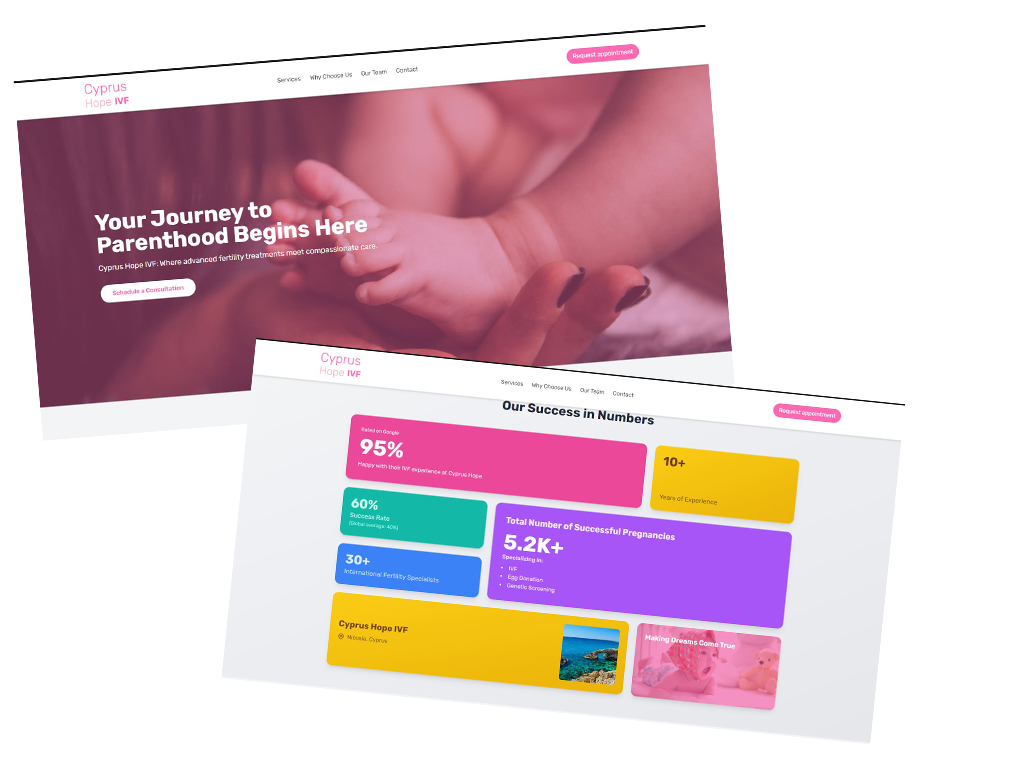 Cyprus
Hope IVF
Services
Why Choose Us
Our Team
Contact
Request appointment
Your Journey to
Parenthood Begins Here
Cyprus Hope IVF: Where advanced fertility treatments meet compassionate care.
Schedule a Consultation
Cyprus
Hope IVF
Services
Why Choose Us
Our Team
Contact
Request appointment
Our Success in Numbers
Rated on Google
95%
Happy with their IVF experience at Cyprus Hope
10+
Years of Experience
60%
Success Rate
(Global average: 40%)
30+
International Fertility Specialists
Total Number of Successful Pregnancies
5.2K+
Specializing in:
• IVF
• Egg Donation
• Genetic Screening
Cyprus Hope IVF
Nicosia, Cyprus
Making Dreams Come True